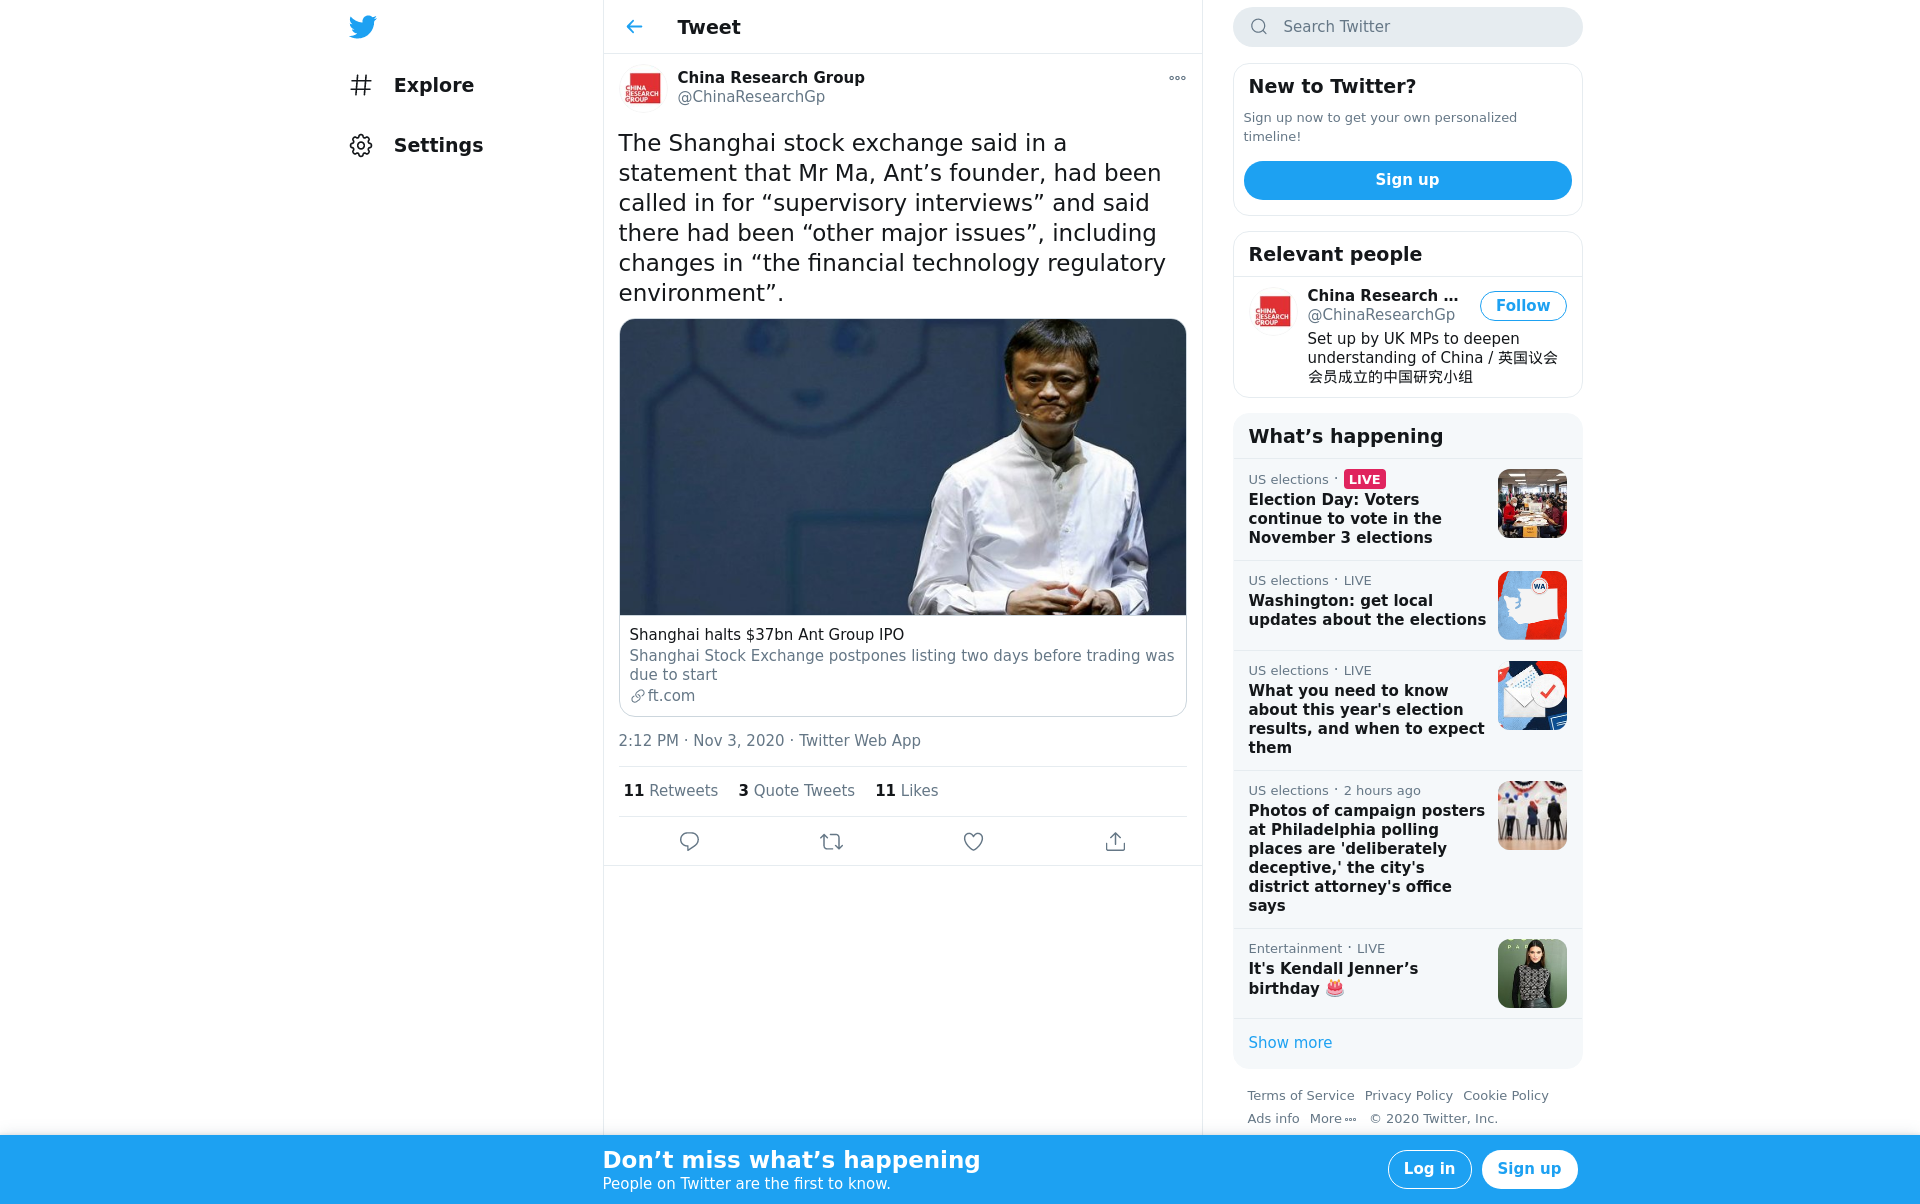 Explore
Settings
Tweet
China Research Group
@ChinaResearchGp
CHINA
RESEARCH
GROUP
The Shanghai stock exchange said in a
statement that Mr Ma, Ant’s founder, had been
called in for “supervisory interviews” and said
there had been “other major issues”, including
changes in “the financial technology regulatory
environment”.
Shanghai halts $37bn Ant Group IPO
Shanghai Stock Exchange postpones listing two days before trading was
due to start
ft.com
2:12 PM · Nov 3, 2020 · Twitter Web App
11 Retweets 3 Quote Tweets 11 Likes
Search Twitter
New to Twitter?
Sign up now to get your own personalized
timeline!
Sign up
Relevant people
CHINA
RESEARCH
GROUP
China Research ...
@ChinaResearchGp
Follow
Set up by UK MPs to deepen
understanding of China / 英国议会
会员成立的中国研究小组
What’s happening
US elections · LIVE
Election Day: Voters
continue to vote in the
November 3 elections
US elections · LIVE
Washington: get local
updates about the elections
WA
US elections · LIVE
What you need to know
about this year's election
results, and when to expect
them
US elections · 2 hours ago
Photos of campaign posters
at Philadelphia polling
places are 'deliberately
deceptive,' the city's
district attorney's office
says
Entertainment · LIVE
It's Kendall Jenner’s
birthday 🎂
Show more
Terms of Service Privacy Policy Cookie Policy
Ads info More © 2020 Twitter, Inc.
Don’t miss what’s happening
People on Twitter are the first to know.
Log in
Sign up